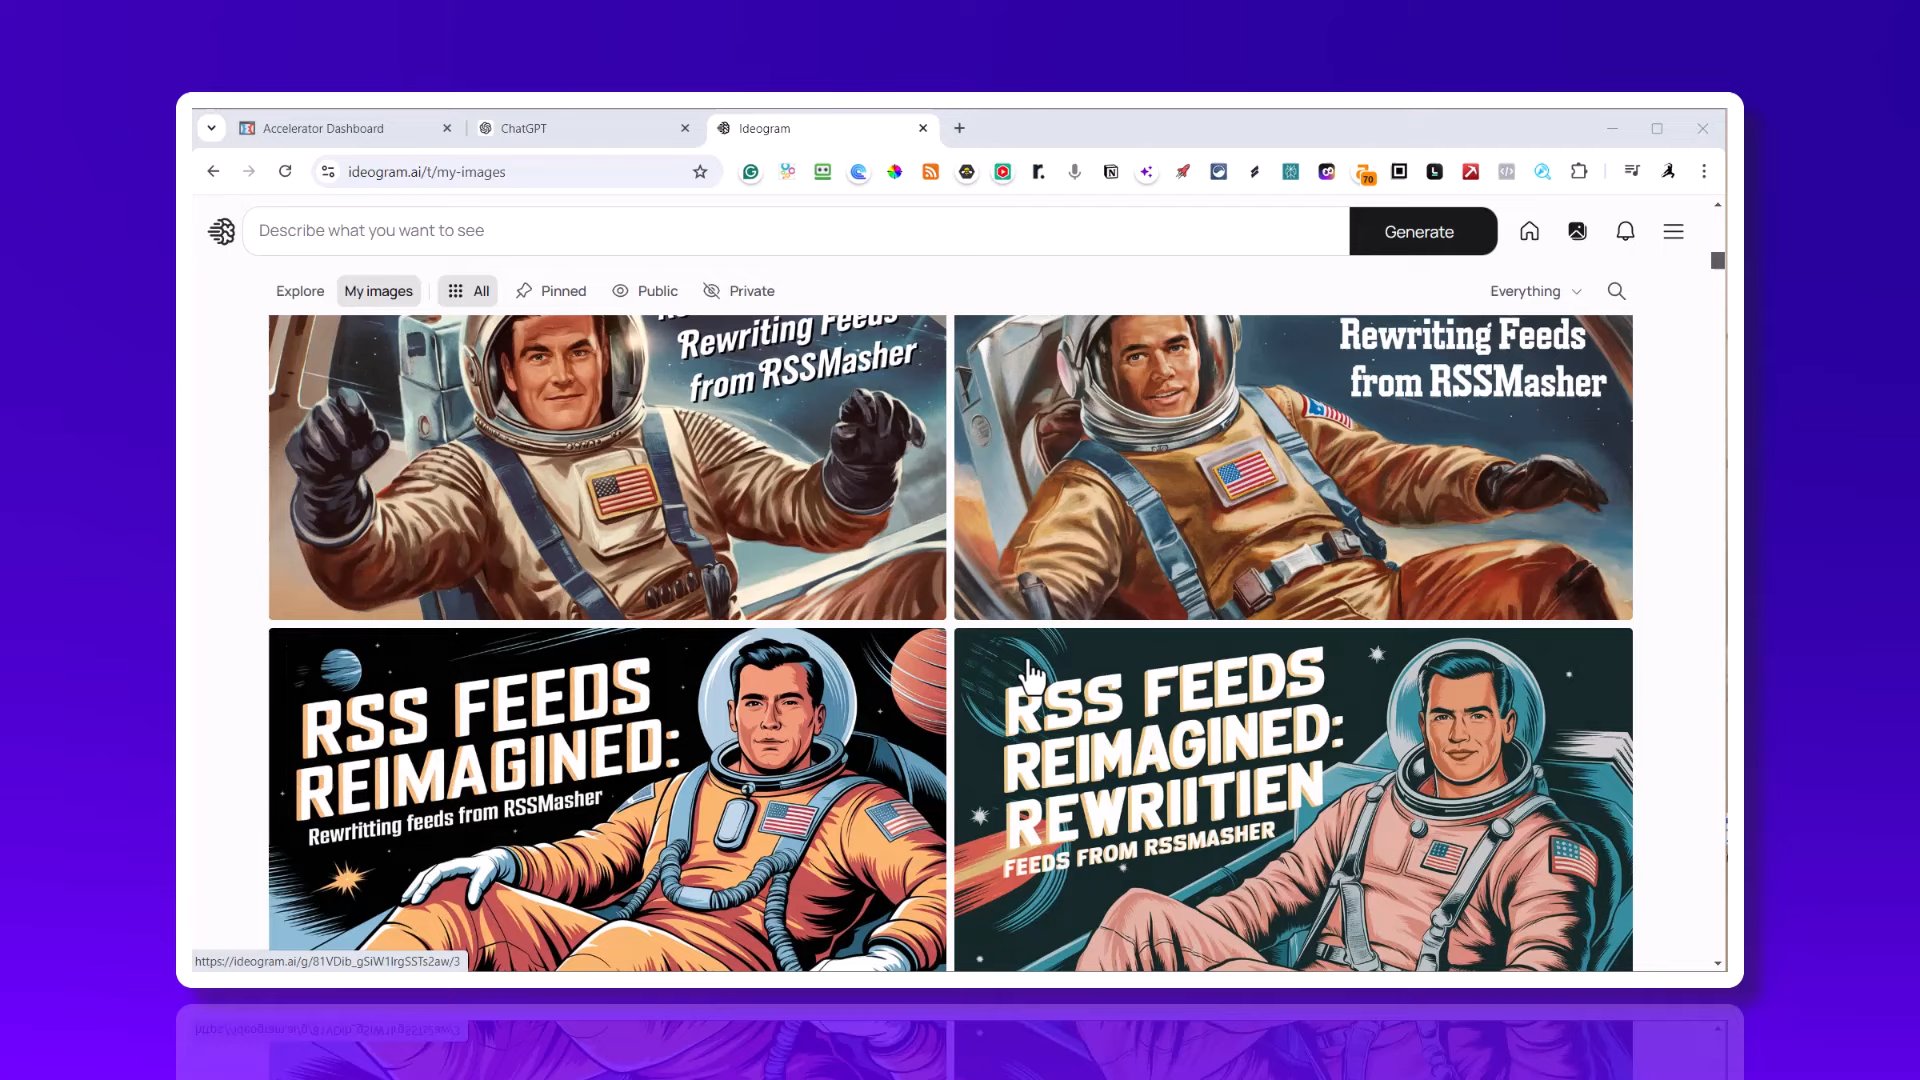 Accelerator Dashboard
ChatGPT
Ideogram
ideogram.ai/t/my-images
70
Describe what you want to see
Generate
Explore
My images
All
Pinned
Public
Private
Everything
Rewriting Feeds
from RSSMasher
Rewriting Feeds
from RSSMasher
RSS FEEDS
REIMAGINED:
Rewrtitting feeds from RSSMasher
RSS FEEDS
REIMAGINED:
REWRIITIEN
FEEDS FROM RSSMASHER
https://ideogram.ai/g/81VDib_gSiW1IrgSSTs2aw/3